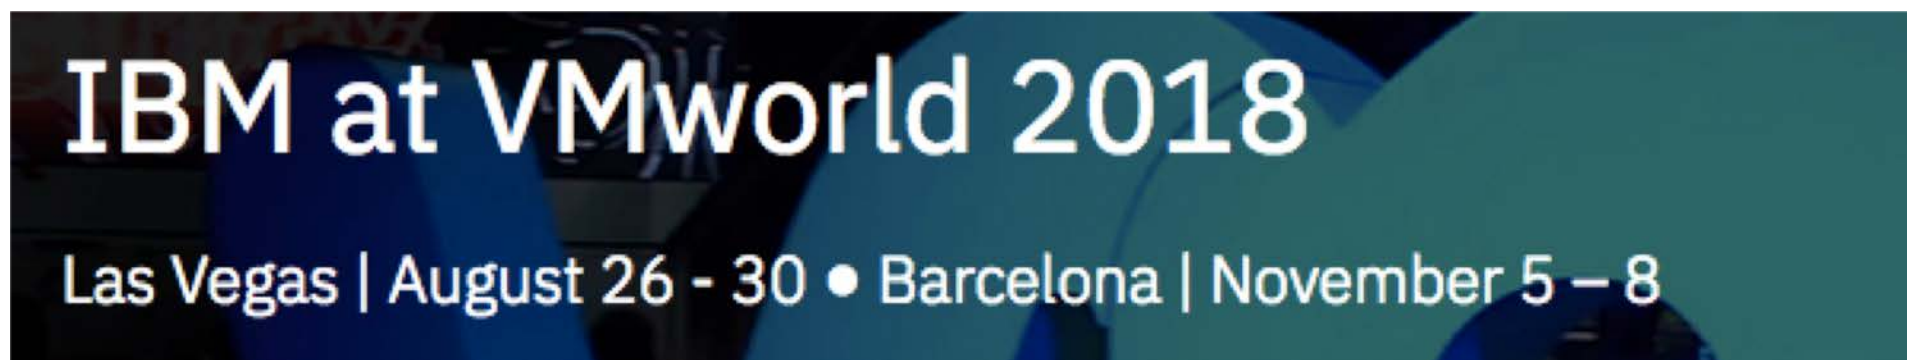 IBM at VMworld 2018
Las Vegas | August 26 - 30 ● Barcelona | November 5 – 8